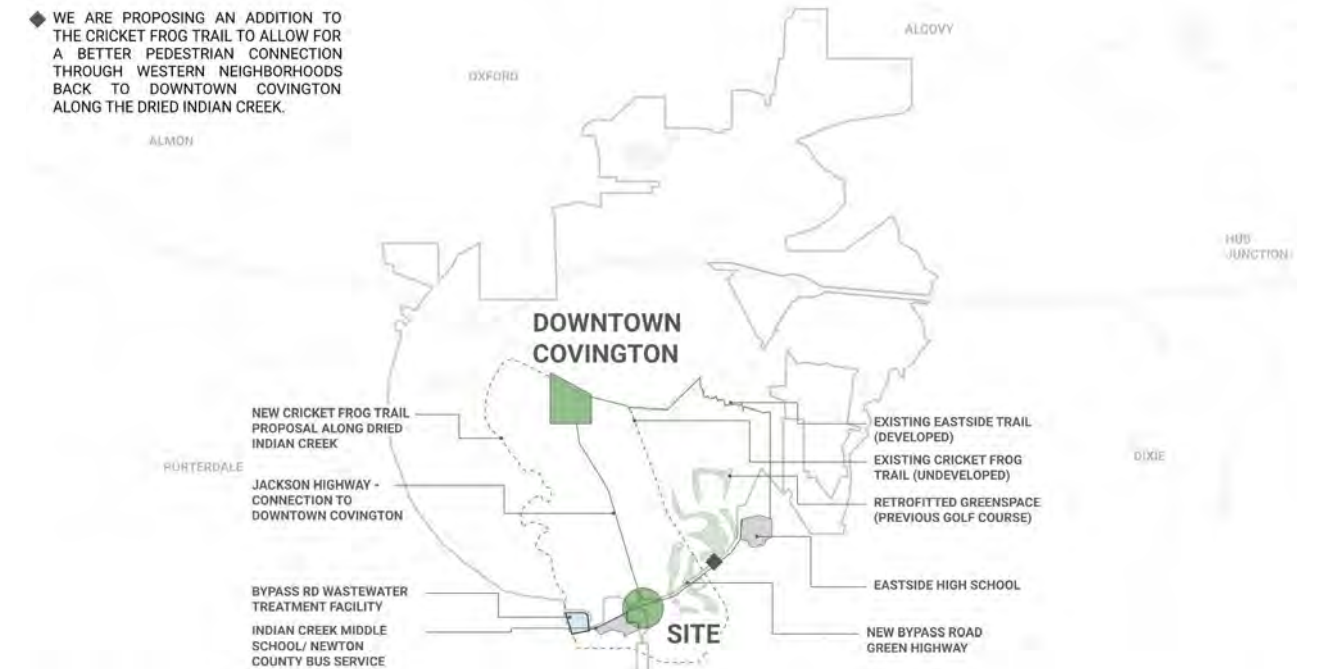 WE ARE PROPOSING AN ADDITION TO
THE CRICKET FROG TRAIL TO ALLOW FOR
A BETTER PEDESTRIAN CONNECTION
THROUGH WESTERN NEIGHBORHOODS
BACK TO DOWNTOWN COVINGTON
ALONG THE DRIED INDIAN CREEK.
ALCOVY
OXFORD
ALMON
HUB
JUNCTION
DOWNTOWN
COVINGTON
NEW CRICKET FROG TRAIL
PROPOSAL ALONG DRIED
INDIAN CREEK
PORTERDALE
JACKSON HIGHWAY -
CONNECTION TO
DOWNTOWN COVINGTON
BYPASS RD WASTEWATER
TREATMENT FACILITY
INDIAN CREEK MIDDLE
SCHOOL/ NEWTON
COUNTY BUS SERVICE
EXISTING EASTSIDE TRAIL
(DEVELOPED)
EXISTING CRICKET FROG
TRAIL (UNDEVELOPED)
RETROFITTED GREENSPACE
(PREVIOUS GOLF COURSE)
DIXIE
EASTSIDE HIGH SCHOOL
SITE
NEW BYPASS ROAD
GREEN HIGHWAY